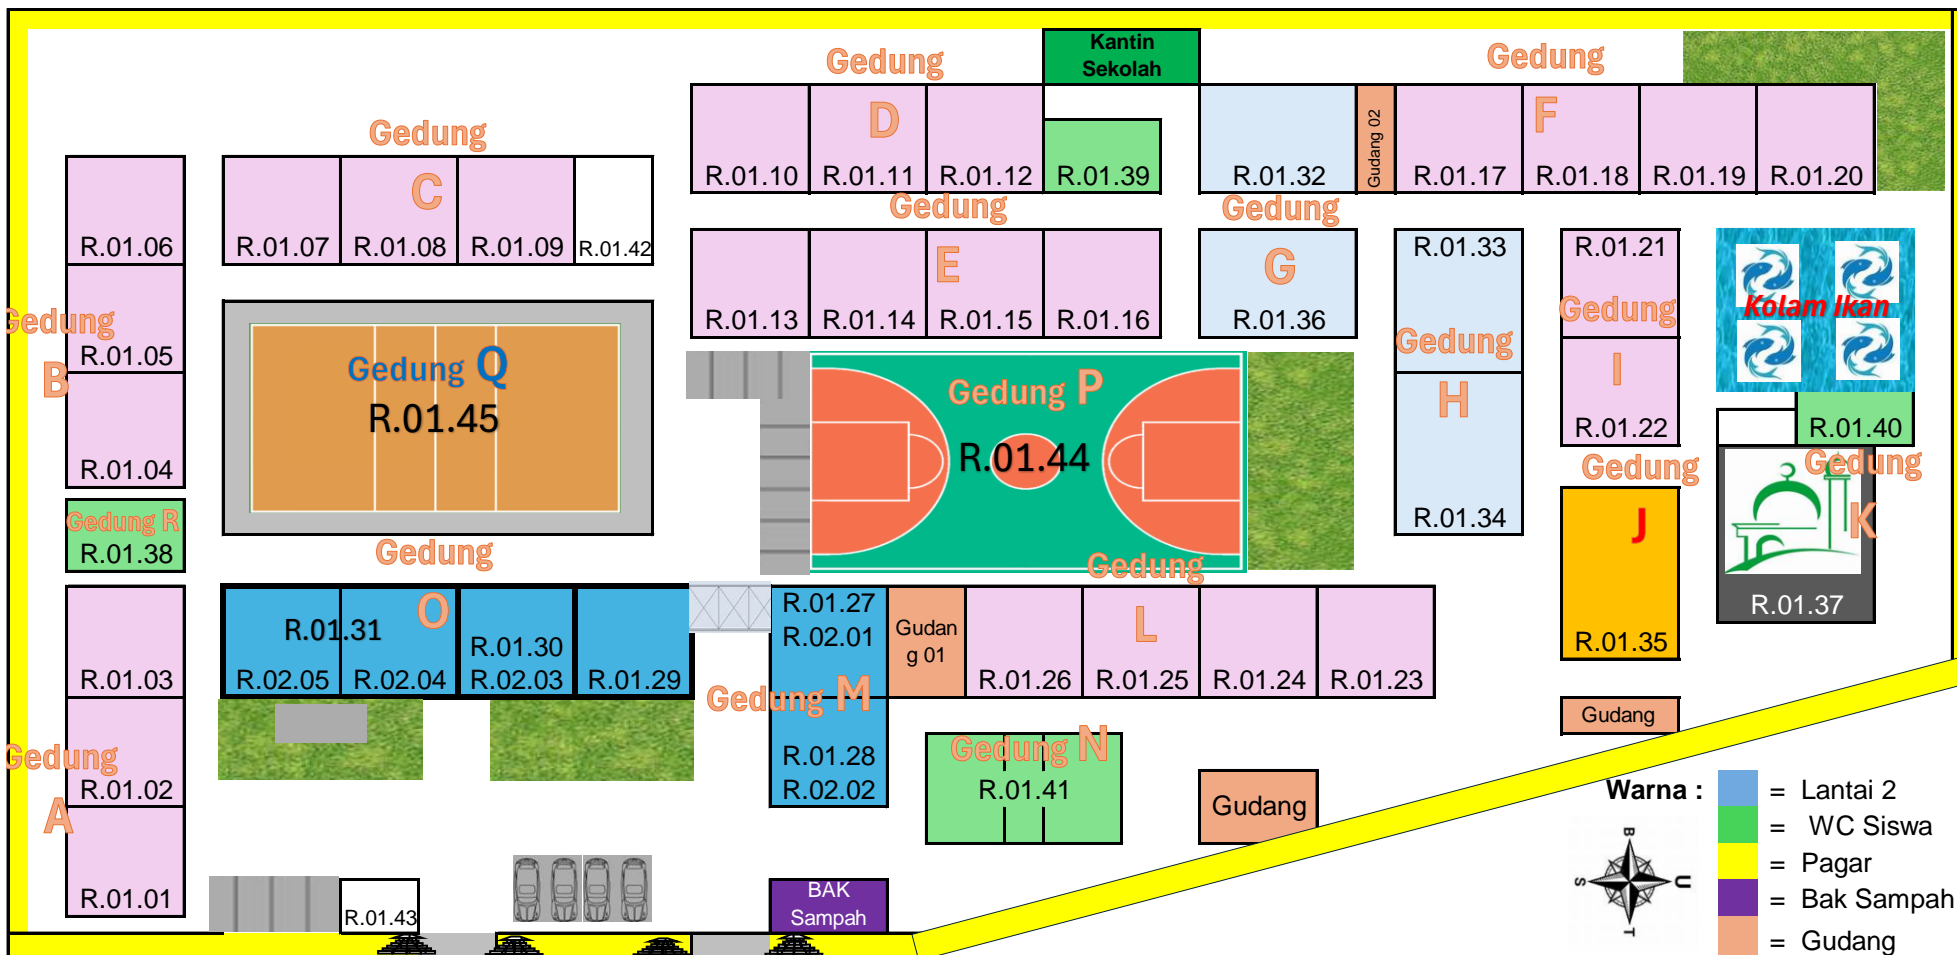 Kantin
Sekolah
Gedung
Gedung
Gedung
D
F
R.01.10
R.01.11
R.01.12
R.01.39
R.01.32
Gudang 02
R.01.17
R.01.18
R.01.19
R.01.20
C
R.01.06
R.01.07
R.01.08
R.01.09
R.01.42
Gedung
Gedung
E
G
R.01.13
R.01.14
R.01.15
R.01.16
R.01.36
R.01.33
R.01.21
Gedung
B
R.01.05
R.01.04
Gedung Q
R.01.45
Gedung P
R.01.44
Gedung
H
R.01.34
Gedung
I
R.01.22
Kolam Ikan
R.01.40
Gedung
K
R.01.37
Gedung
J
R.01.35
Gedung R
R.01.38
Gedung
O
R.01.31
R.01.30
R.02.05
R.02.04
R.02.03
R.01.29
R.01.27
R.02.01
Gedung M
R.01.28
R.02.02
Gudan
g 01
Gedung
L
R.01.26
R.01.25
R.01.24
R.01.23
R.01.03
Gedung
A
R.01.02
R.01.01
Gedung N
R.01.41
Gudang
Gudang
R.01.43
BAK
Sampah
Warna :
= Lantai 2
= WC Siswa
= Pagar
= Bak Sampah
= Gudang
B
S
U
T